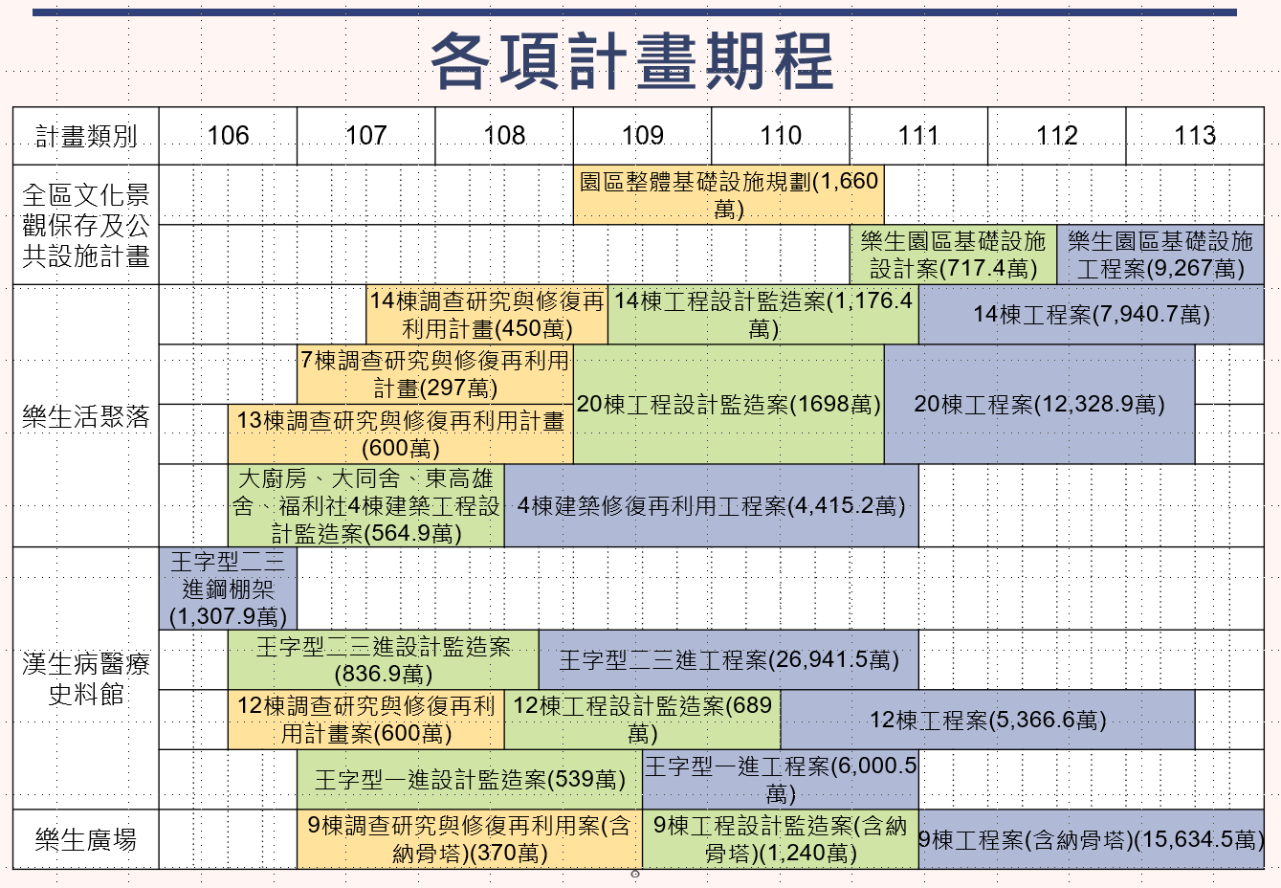 各項計畫期程
計畫類別
106
107
108
109
110
111
112
113
全區文化景
觀保存及公
共設施計畫
園區整體基礎設施規劃(1,660
萬)
樂生園區基礎設施
設計案(717.4萬)
樂生園區基礎設施
工程案(9,267萬)
樂生活聚落
14棟調查研究與修復再
利用計畫(450萬)
14棟工程設計監造案(1,176.4
萬)
14棟工程案(7,940.7萬)
7棟調查研究與修復再利用
計畫(297萬)
13棟調查研究與修復再利用計畫
(600萬)
20棟工程設計監造案(1698萬)
20棟工程案(12,328.9萬)
大廚房、大同舍、東高雄
舍、福利社4棟建築工程設
計監造案(564.9萬)
4棟建築修復再利用工程案(4,415.2萬)
漢生病醫療
史料館
王字型二三
進鋼棚架
(1,307.9萬)
王字型二三進設計監造案
(836.9萬)
王字型二三進工程案(26,941.5萬)
12棟調查研究與修復再利
用計畫案(600萬)
12棟工程設計監造案(689
萬)
12棟工程案(5,366.6萬)
王字型一進設計監造案(539萬)
王字型一進工程案(6,000.5
萬)
樂生廣場
9棟調查研究與修復再利用案(含
納骨塔)(370萬)
9棟工程設計監造案(含納
骨塔)(1,240萬)
9棟工程案(含納骨塔)(15,634.5萬)